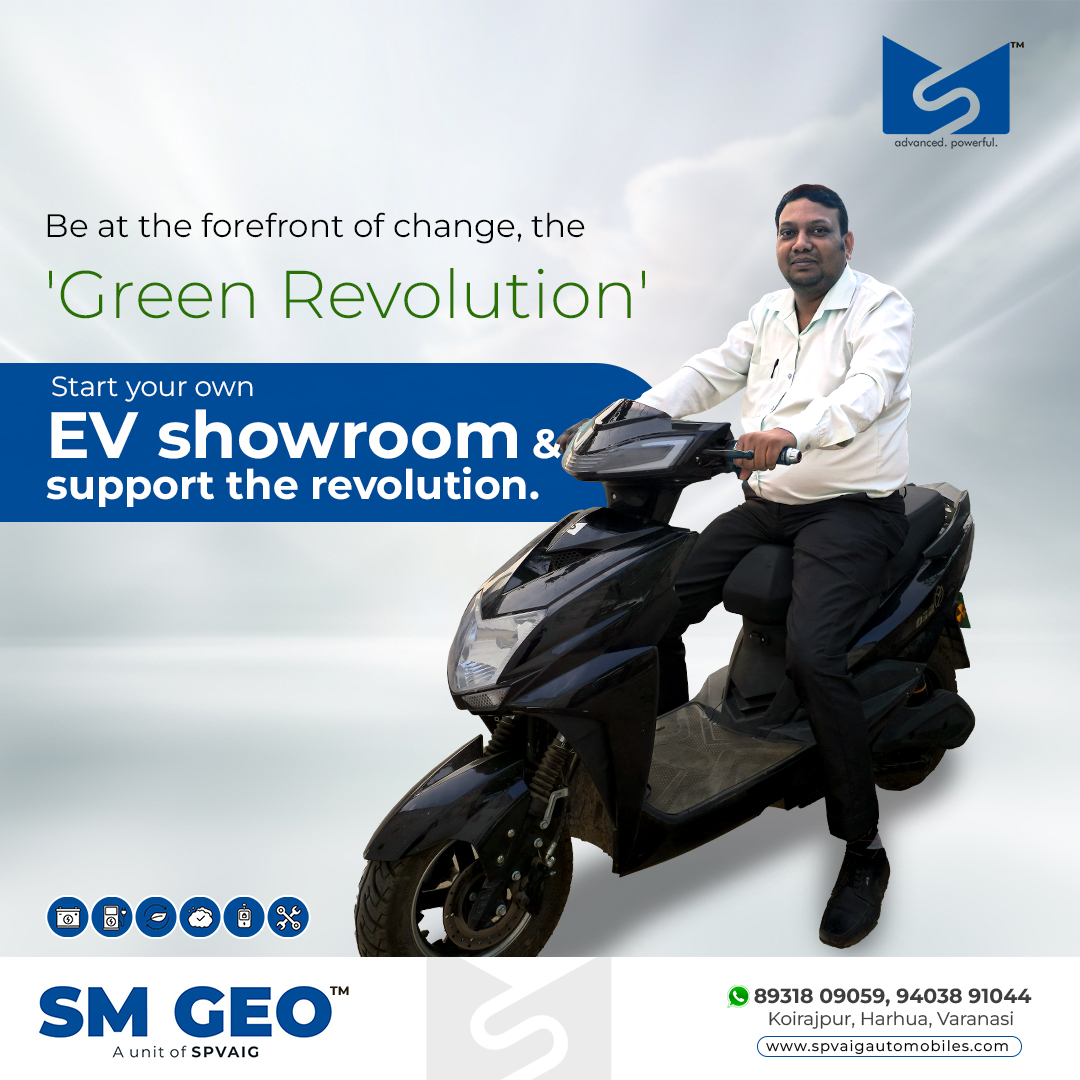 TM
advanced. powerful.
Be at the forefront of change, the
'Green Revolution'
Start your own
EV showroom &
support the revolution.
SM GEO™
A unit of SPVAIG
89318 09059, 94038 91044
Koirajpur, Harhua, Varanasi
www.spvaigautomobiles.com